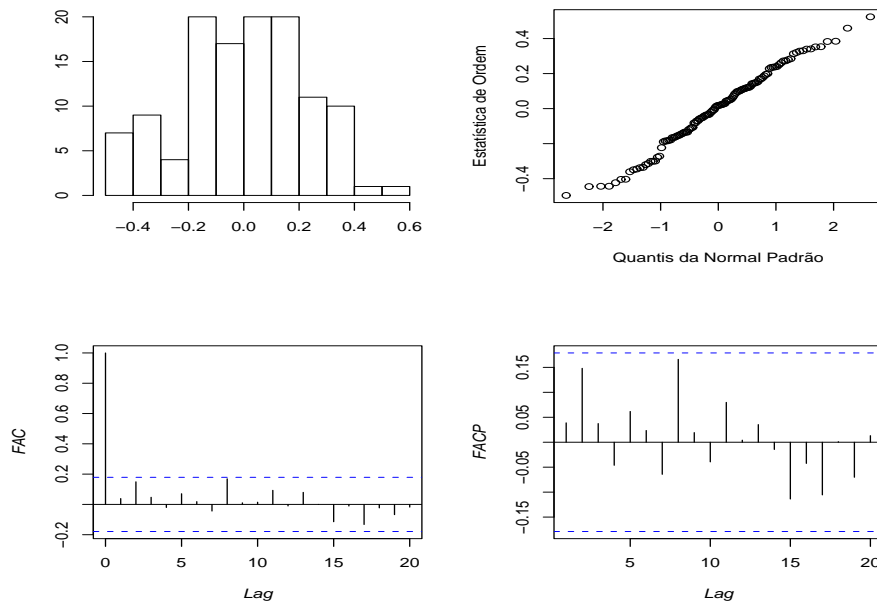 20
15
10
5
0
−0.4 −0.2 0.0 0.2 0.4 0.6
Estatística de Ordem
0.4
0.2
0.0
−0.4
−2 −1 0 1 2
Quantis da Normal Padrão
FAC
1.0
0.8
0.6
0.4
0.2
−0.2
0 5 10 15 20
Lag
FACP
0.15
0.05
−0.05
−0.15
5 10 15 20
Lag